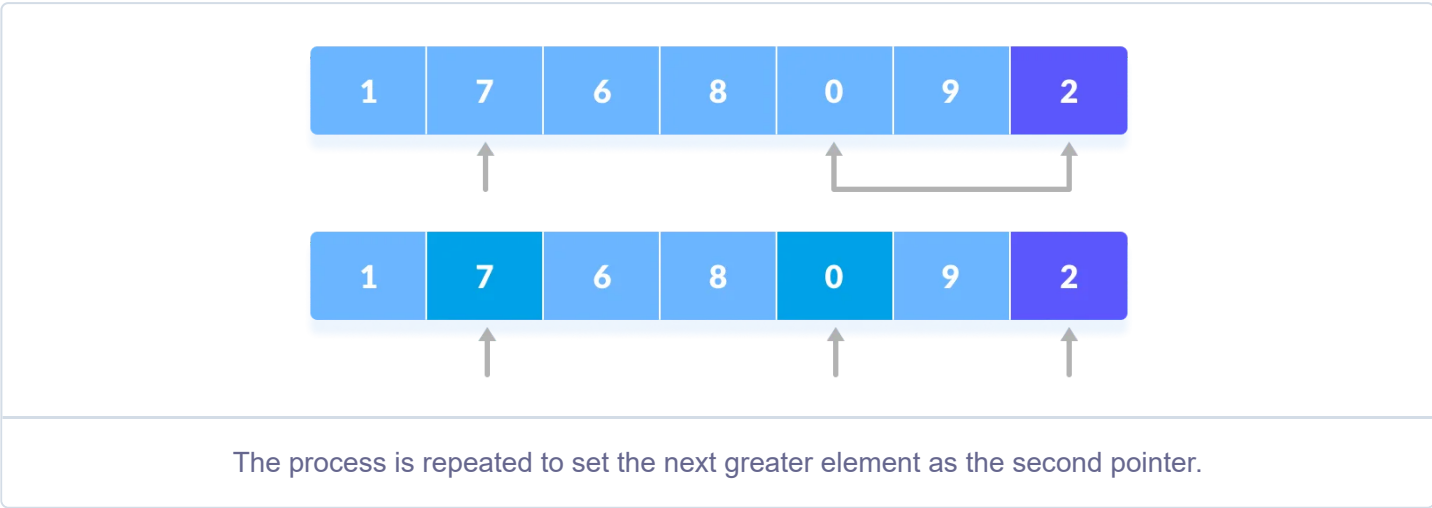 1 7 6 8 0 9 2
1 7 6 8 0 9 2
The process is repeated to set the next greater element as the second pointer.